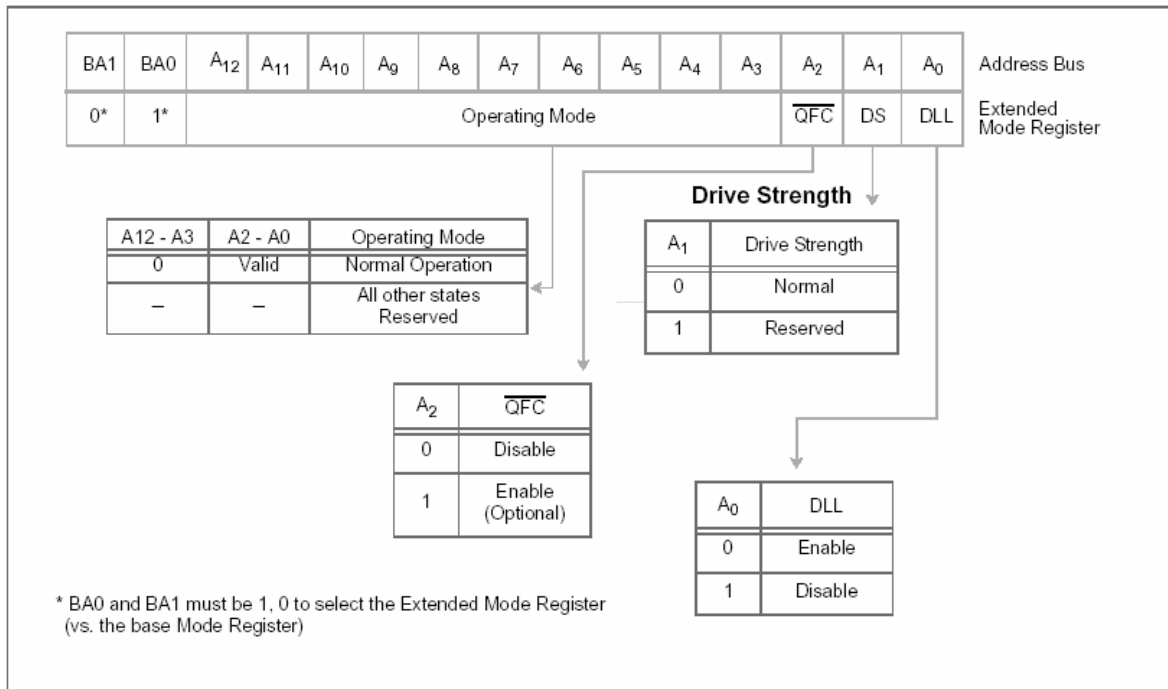 BA1 BA0 A12 A11 A10 A9 A8 A7 A6 A5 A4 A3 A2 A1 A0 Address Bus
0* 1* Operating Mode QFC DS DLL Extended
Mode Register
Drive Strength
A12 - A3 A2 - A0 Operating Mode
0 Valid Normal Operation
– – All other states
Reserved
A1 Drive Strength
0 Normal
1 Reserved
A2 QFC
0 Disable
1 Enable
(Optional)
A0 DLL
0 Enable
1 Disable
* BA0 and BA1 must be 1, 0 to select the Extended Mode Register
(vs. the base Mode Register)